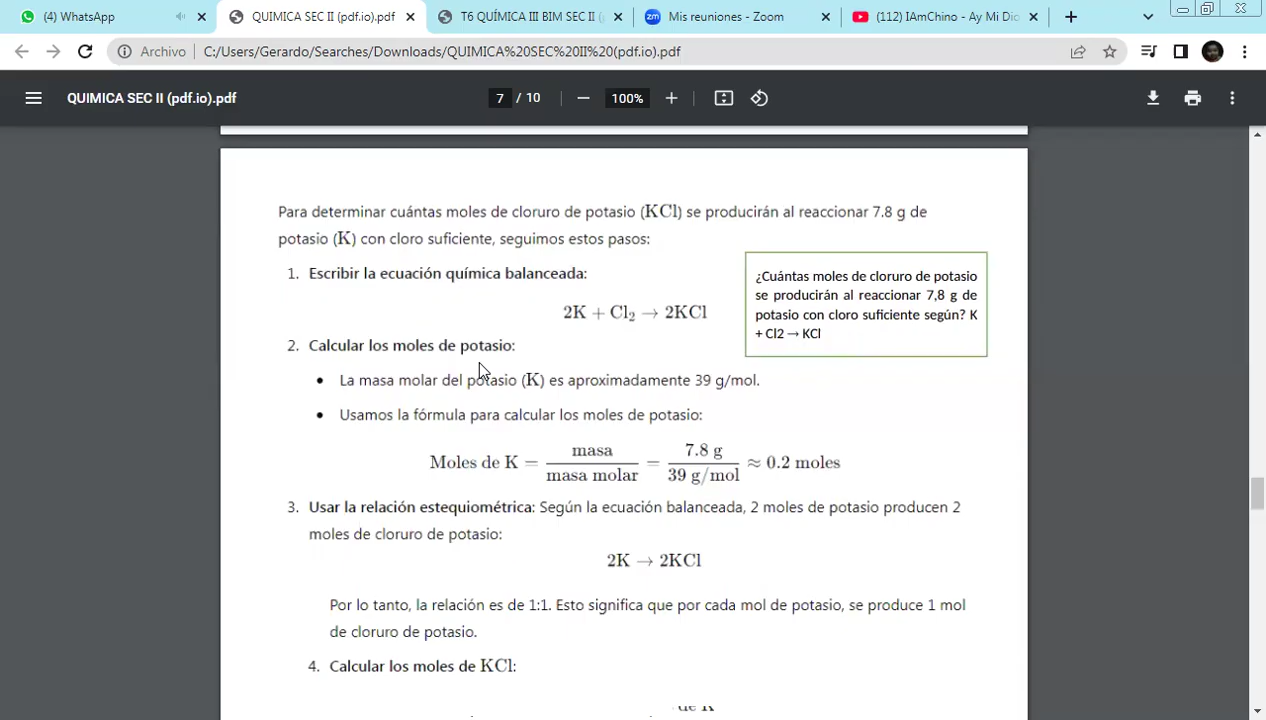 (4) WhatsApp
QUIMICA SEC II (pdf.io).pdf
T6 QUÍMICA III BIM SEC II (
Mis reuniones - Zoom
(112) IAmChino - Ay Mi Dio
Archivo
C:/Users/Gerardo/Searches/Downloads/QUIMICA%20SEC%20II%20(pdf.io).pdf
QUIMICA SEC II (pdf.io).pdf
7 / 10
100%
Para determinar cuántas moles de cloruro de potasio (KCl) se producirán al reaccionar 7.8 g de
potasio (K) con cloro suficiente, seguimos estos pasos:
1. Escribir la ecuación química balanceada:
2K + Cl₂ → 2KCl
¿Cuántas moles de cloruro de potasio
se producirán al reaccionar 7,8 g de
potasio con cloro suficiente según? K
+ Cl2 → KCl
2. Calcular los moles de potasio:
• La masa molar del potasio (K) es aproximadamente 39 g/mol.
• Usamos la fórmula para calcular los moles de potasio:
Moles de K = masa / masa molar = 7.8 g / 39 g/mol ≈ 0.2 moles
3. Usar la relación estequiométrica: Según la ecuación balanceada, 2 moles de potasio producen 2
moles de cloruro de potasio:
2K → 2KCl
Por lo tanto, la relación es de 1:1. Esto significa que por cada mol de potasio, se produce 1 mol
de cloruro de potasio.
4. Calcular los moles de KCl:
de K